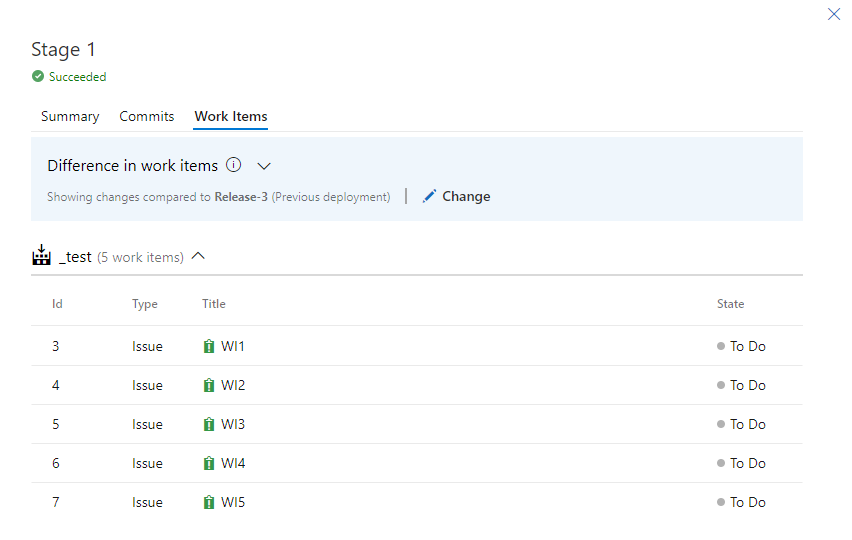 Stage 1
Succeeded
Summary Commits Work Items
Difference in work items
Showing changes compared to Release-3 (Previous deployment) | Change
_test (5 work items)
Id Type Title State
3 Issue WI1 To Do
4 Issue WI2 To Do
5 Issue WI3 To Do
6 Issue WI4 To Do
7 Issue WI5 To Do